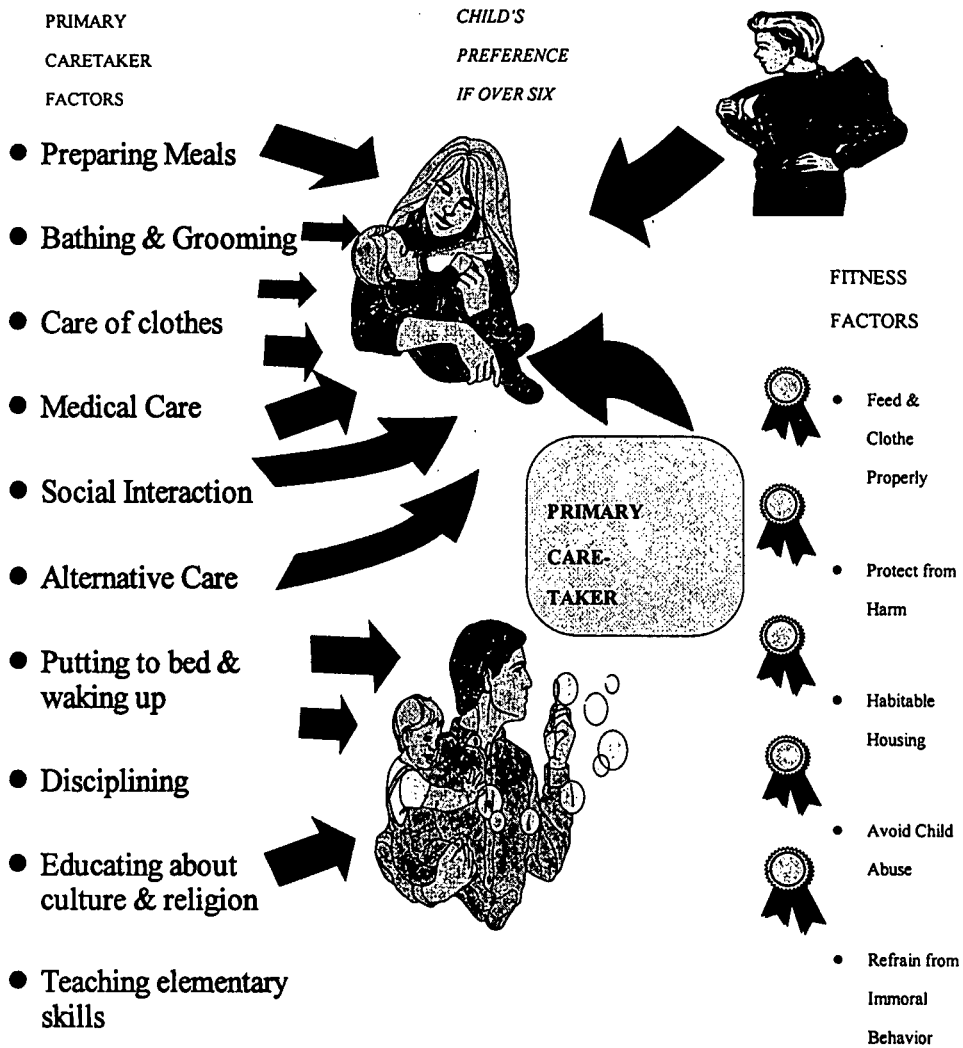 PRIMARY
CARETAKER
FACTORS
CHILD'S
PREFERENCE
IF OVER SIX
● Preparing Meals
● Bathing & Grooming
● Care of clothes
● Medical Care
● Social Interaction
● Alternative Care
● Putting to bed &
waking up
● Disciplining
● Educating about
culture & religion
● Teaching elementary
skills
PRIMARY
CARE-
TAKER
FITNESS
FACTORS
● Feed &
Clothe
Properly
● Protect from
Harm
● Habitable
Housing
● Avoid Child
Abuse
● Refrain from
Immoral
Behavior